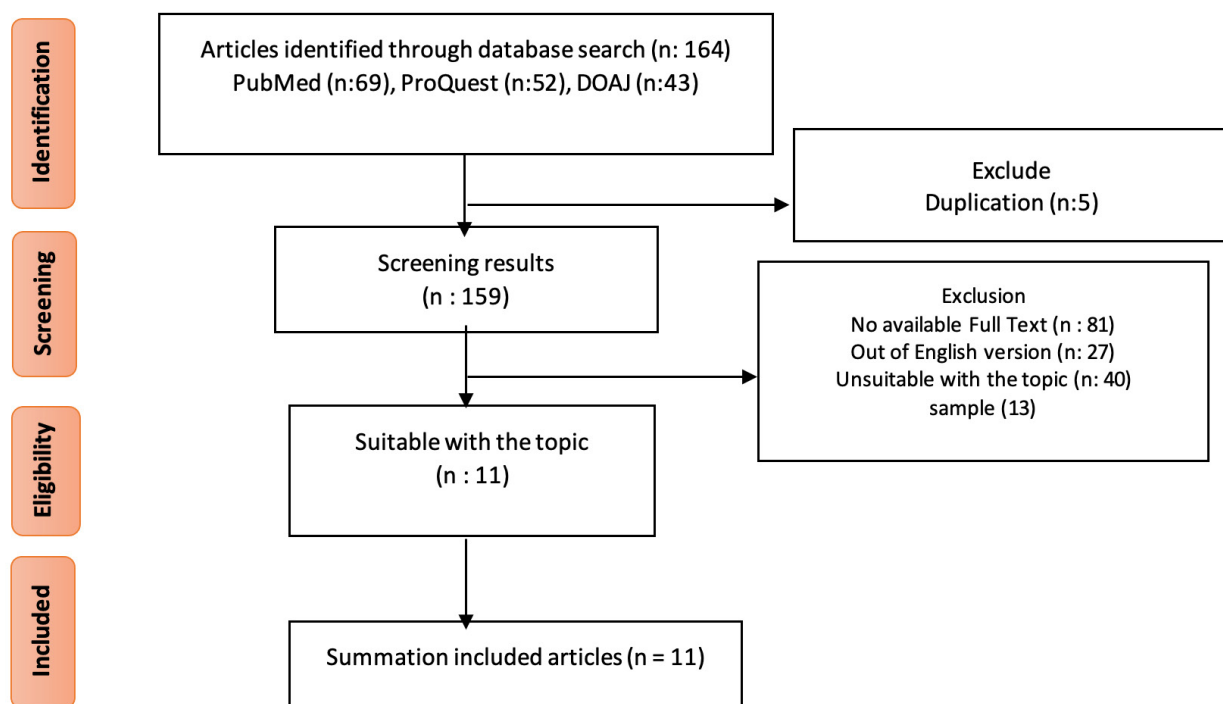 Identification
Articles identified through database search (n: 164)
PubMed (n:69), ProQuest (n:52), DOAJ (n:43)
Exclude
Duplication (n:5)
Screening
Screening results
(n : 159)
Exclusion
No available Full Text (n : 81)
Out of English version (n: 27)
Unsuitable with the topic (n: 40)
sample (13)
Eligibility
Suitable with the topic
(n : 11)
Included
Summation included articles (n = 11)